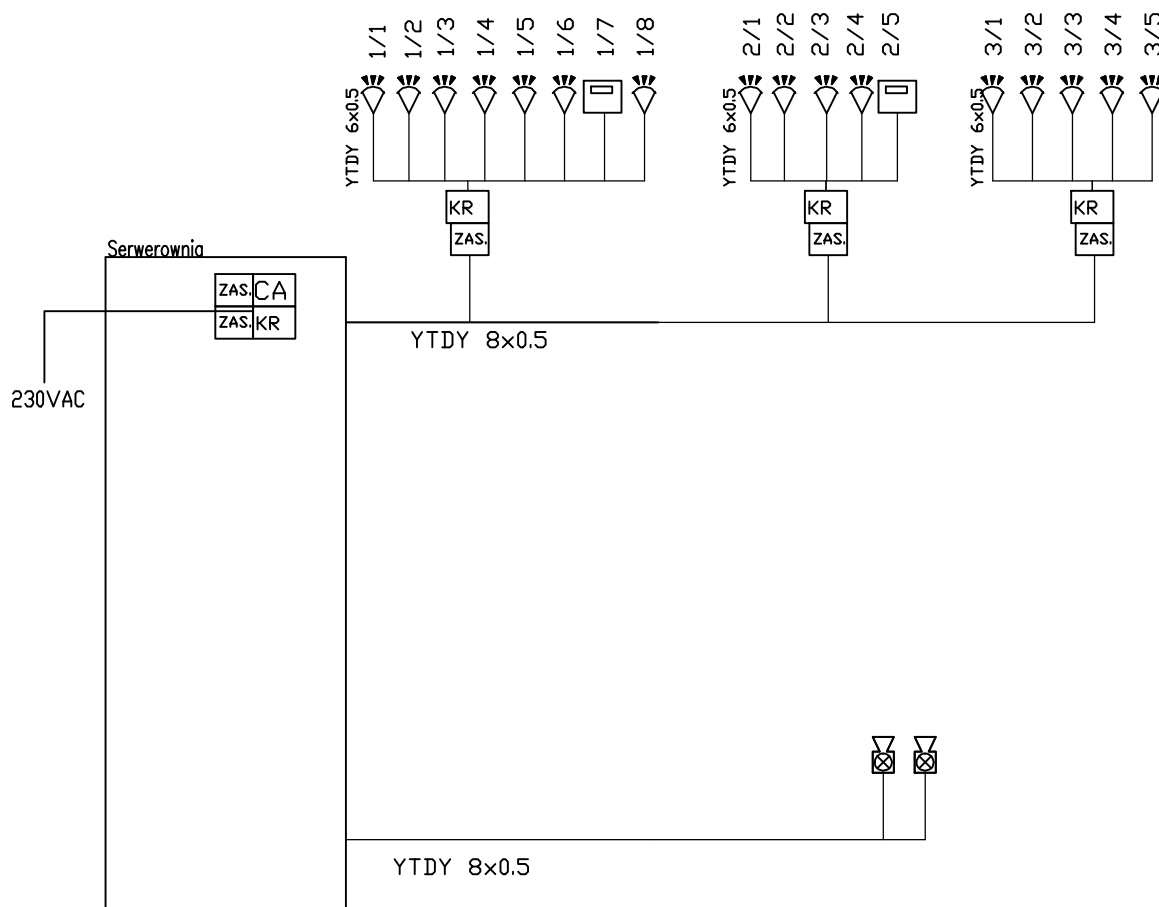 1/1 1/2 1/3 1/4 1/5 1/6 1/7 1/8
2/1 2/2 2/3 2/4 2/5
3/1 3/2 3/3 3/4 3/5
YTDY 6x0.5
YTDY 6x0.5
YTDY 6x0.5
KR
ZAS.
KR
ZAS.
KR
ZAS.
Serwerownia
ZAS. CA
ZAS. KR
YTDY 8x0.5
230VAC
YTDY 8x0.5